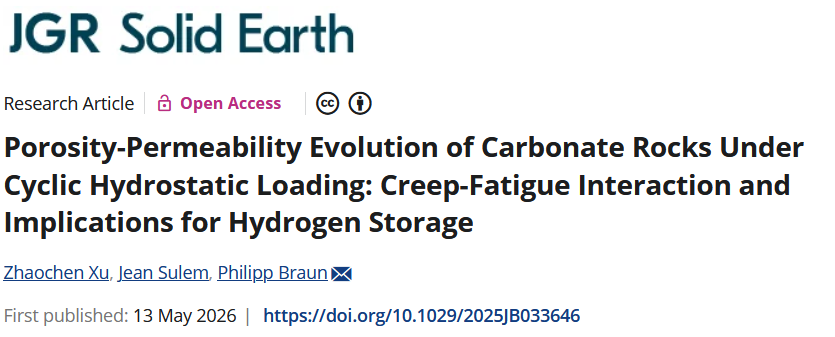 JGR Solid Earth
Research Article Open Access cc
Porosity-Permeability Evolution of Carbonate Rocks Under
Cyclic Hydrostatic Loading: Creep-Fatigue Interaction and
Implications for Hydrogen Storage
Zhaochen Xu, Jean Sulem, Philipp Braun
First published: 13 May 2026 | https://doi.org/10.1029/2025JB033646